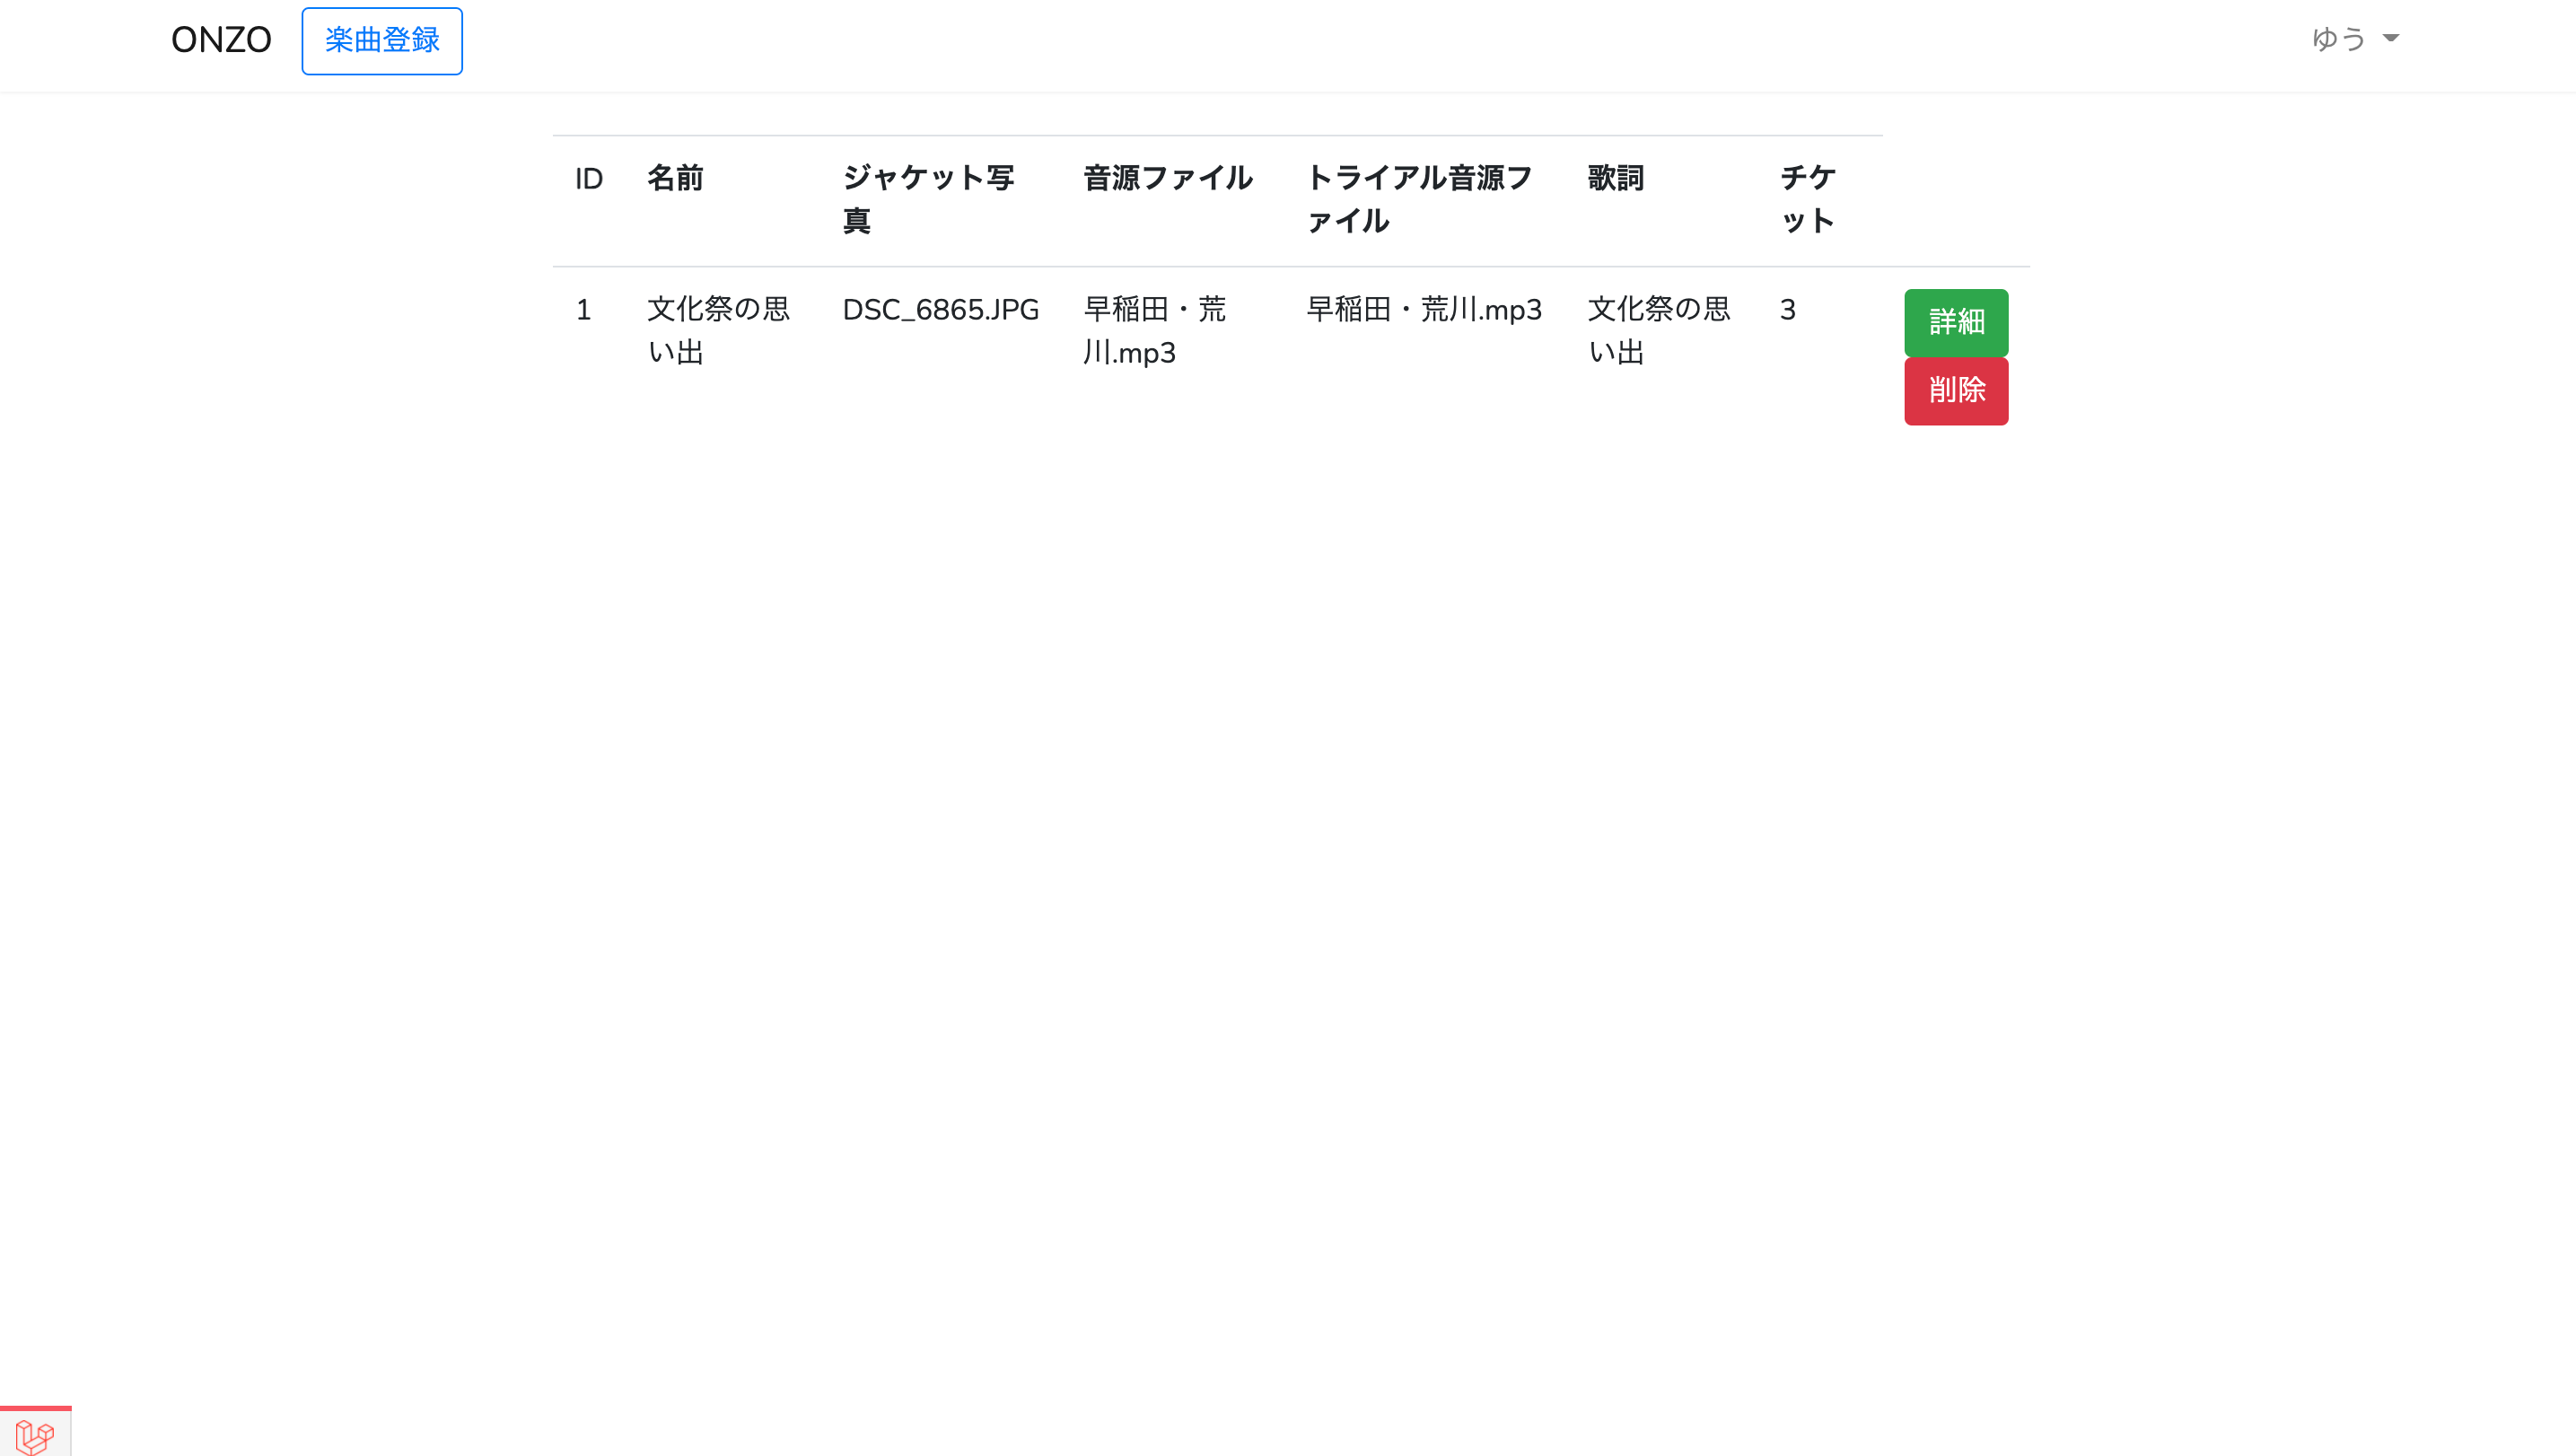 ONZO 楽曲登録 ゆう
ID 名前 ジャケット写真 音源ファイル トライアル音源ファイル 歌詞 チケット
1 文化祭の思い出 DSC_6865.JPG 早稲田・荒川.mp3 早稲田・荒川.mp3 文化祭の思い出 3 詳細
削除